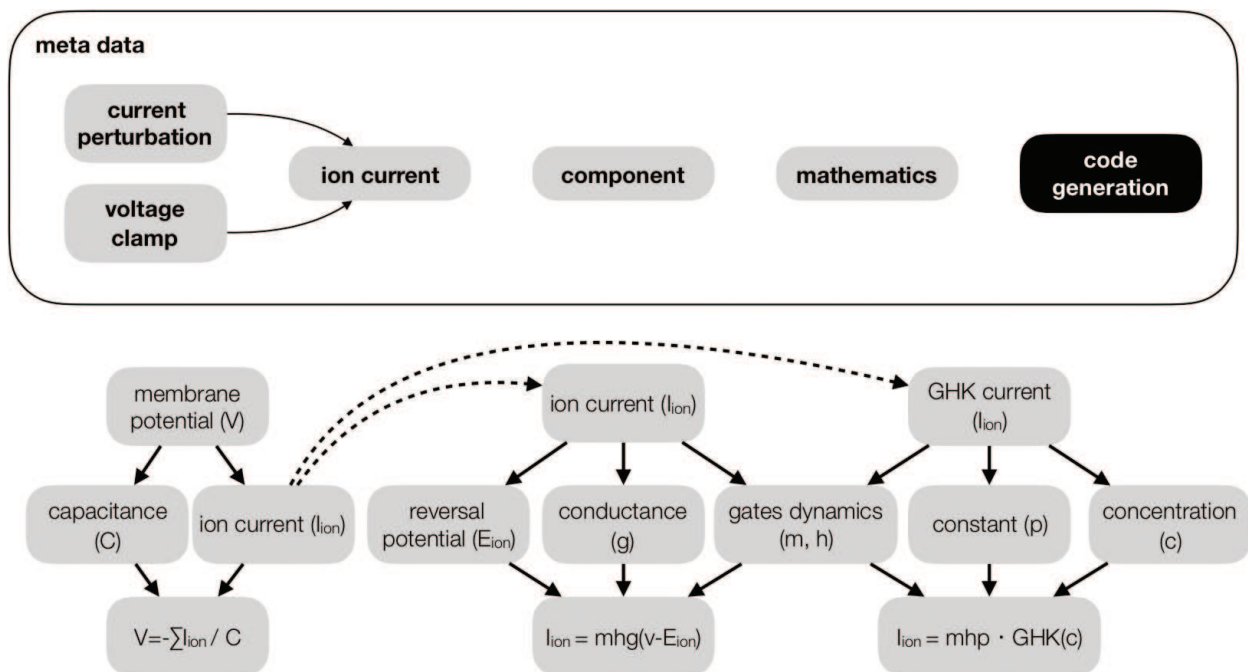 meta data
current
perturbation
ion current
component
mathematics
code
generation
voltage
clamp
membrane
potential (V)
ion current (Iion)
GHK current
(Iion)
capacitance
(C)
ion current (Iion)
reversal
potential (Eion)
conductance
(g)
gates dynamics
(m, h)
constant (p)
concentration
(c)
V=-∑Iion / C
Iion = mhg(v-Eion)
Iion = mhp · GHK(c)